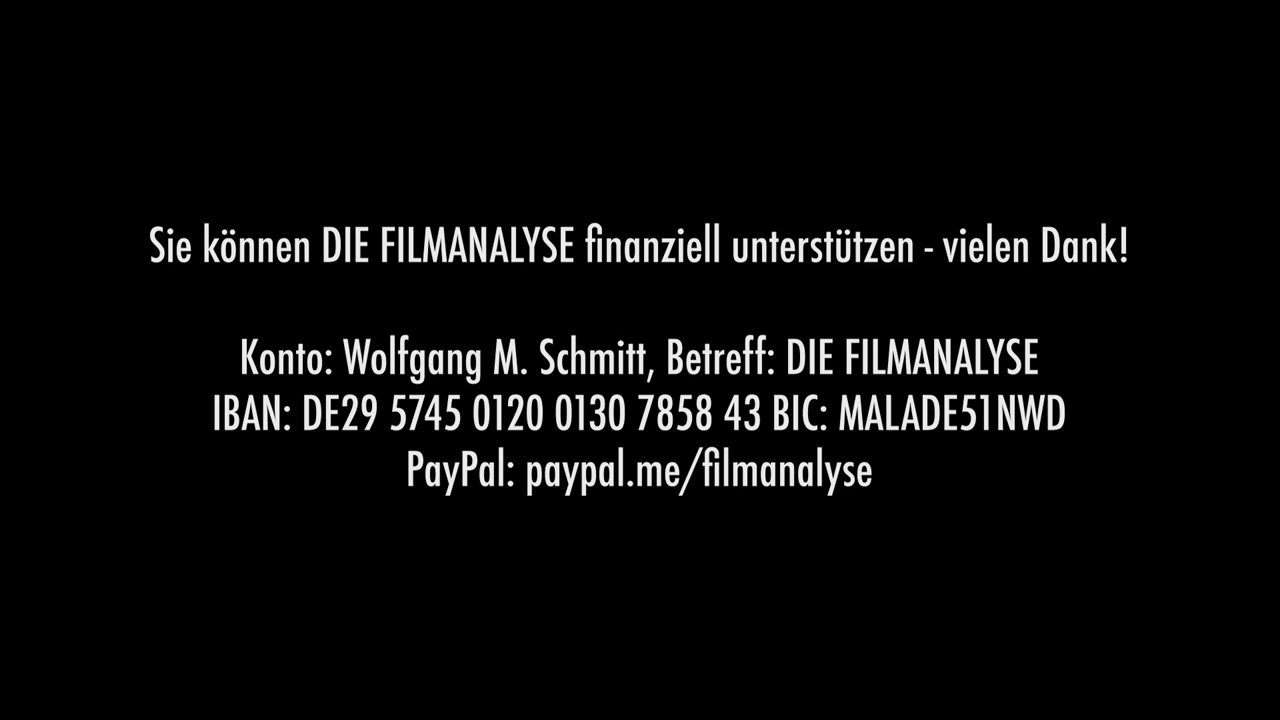 Sie können DIE FILMANALYSE finanziell unterstützen - vielen Dank!
Konto: Wolfgang M. Schmitt, Betreff: DIE FILMANALYSE
IBAN: DE29 5745 0120 0130 7858 43 BIC: MALADE51NWD
PayPal: paypal.me/filmanalyse